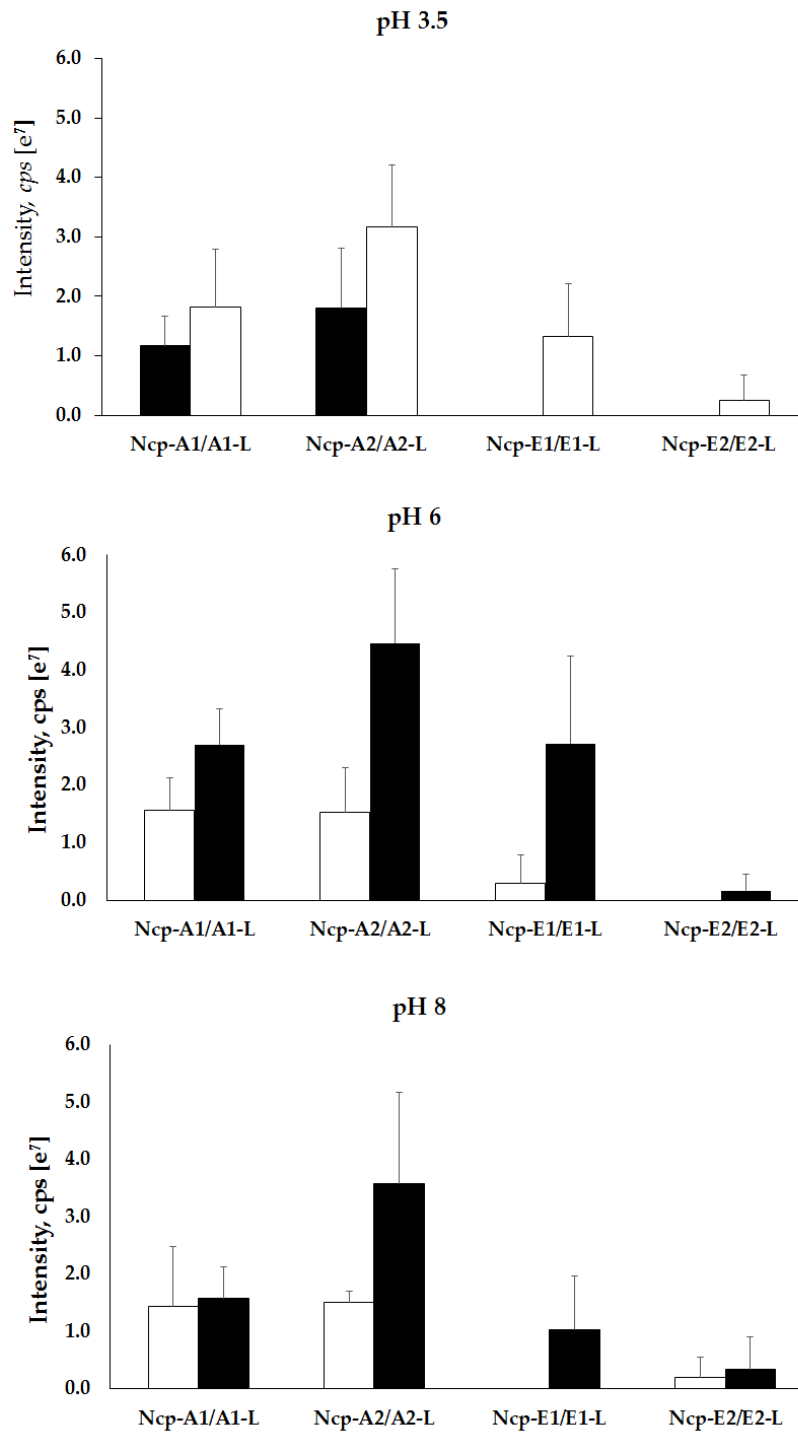 pH 3.5
Intensity, cps [e⁷]
6.0
5.0
4.0
3.0
2.0
1.0
0.0
Ncp-A1/A1-L Ncp-A2/A2-L Ncp-E1/E1-L Ncp-E2/E2-L
pH 6
Intensity, cps [e⁷]
6.0
5.0
4.0
3.0
2.0
1.0
0.0
Ncp-A1/A1-L Ncp-A2/A2-L Ncp-E1/E1-L Ncp-E2/E2-L
pH 8
Intensity, cps [e⁷]
6.0
5.0
4.0
3.0
2.0
1.0
0.0
Ncp-A1/A1-L Ncp-A2/A2-L Ncp-E1/E1-L Ncp-E2/E2-L